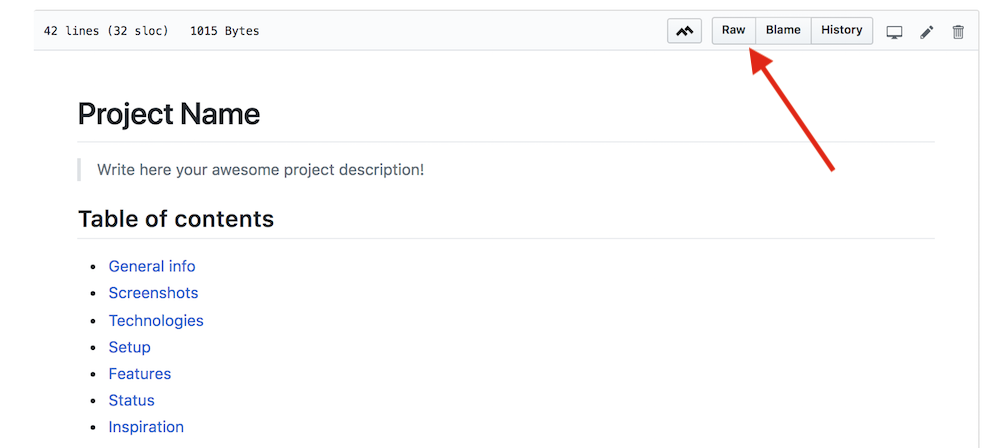 42 lines (32 sloc) 1015 Bytes Raw Blame History
Project Name
Write here your awesome project description!
Table of contents
General info
Screenshots
Technologies
Setup
Features
Status
Inspiration